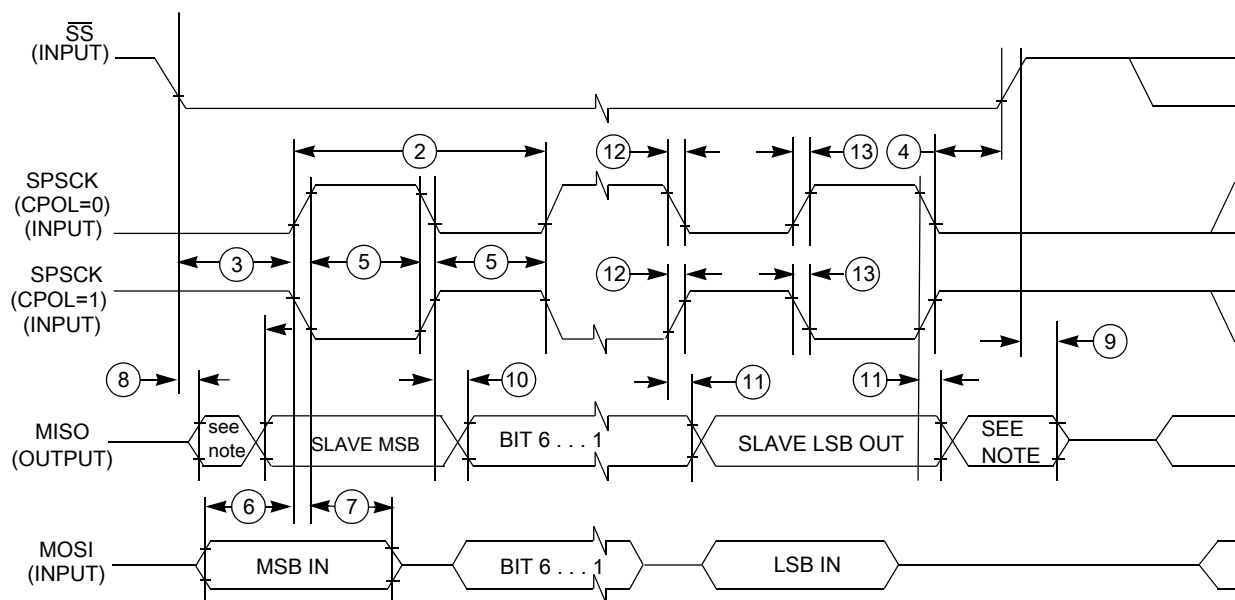 SS
(INPUT)
2
12
13
4
SPSCK
(CPOL=0)
(INPUT)
3
5
5
SPSCK
(CPOL=1)
(INPUT)
12
13
8
10
11
11
9
MISO
(OUTPUT)
see
note
SLAVE MSB
BIT 6 . . . 1
SLAVE LSB OUT
SEE
NOTE
6
7
MOSI
(INPUT)
MSB IN
BIT 6 . . . 1
LSB IN